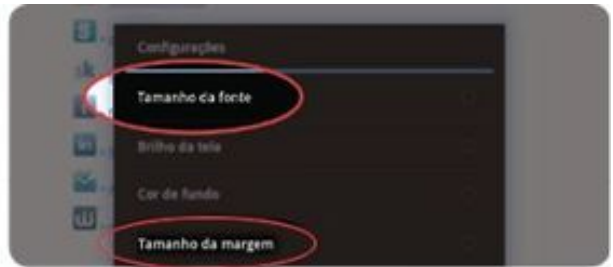 Configurações
Tamanho da fonte
Brilho da tela
Cor de fundo
Tamanho da margem